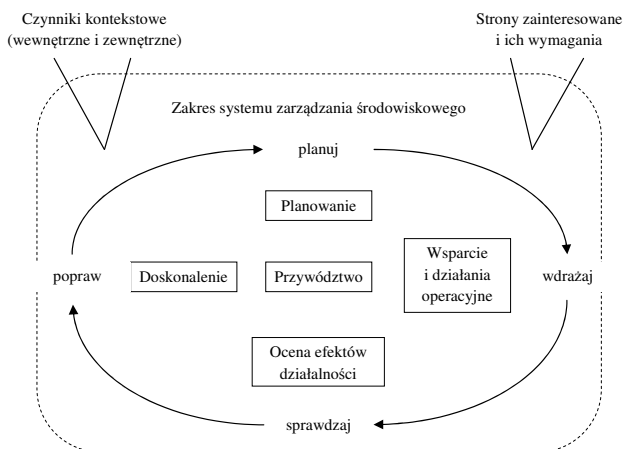 Czynniki kontekstowe
(wewnętrzne i zewnętrzne)
Strony zainteresowane
i ich wymagania
Zakres systemu zarządzania środowiskowego
planuj
Planowanie
popraw
Doskonalenie
Przywództwo
Wsparcie
i działania
operacyjne
wdrażaj
Ocena efektów
działalności
sprawdzaj